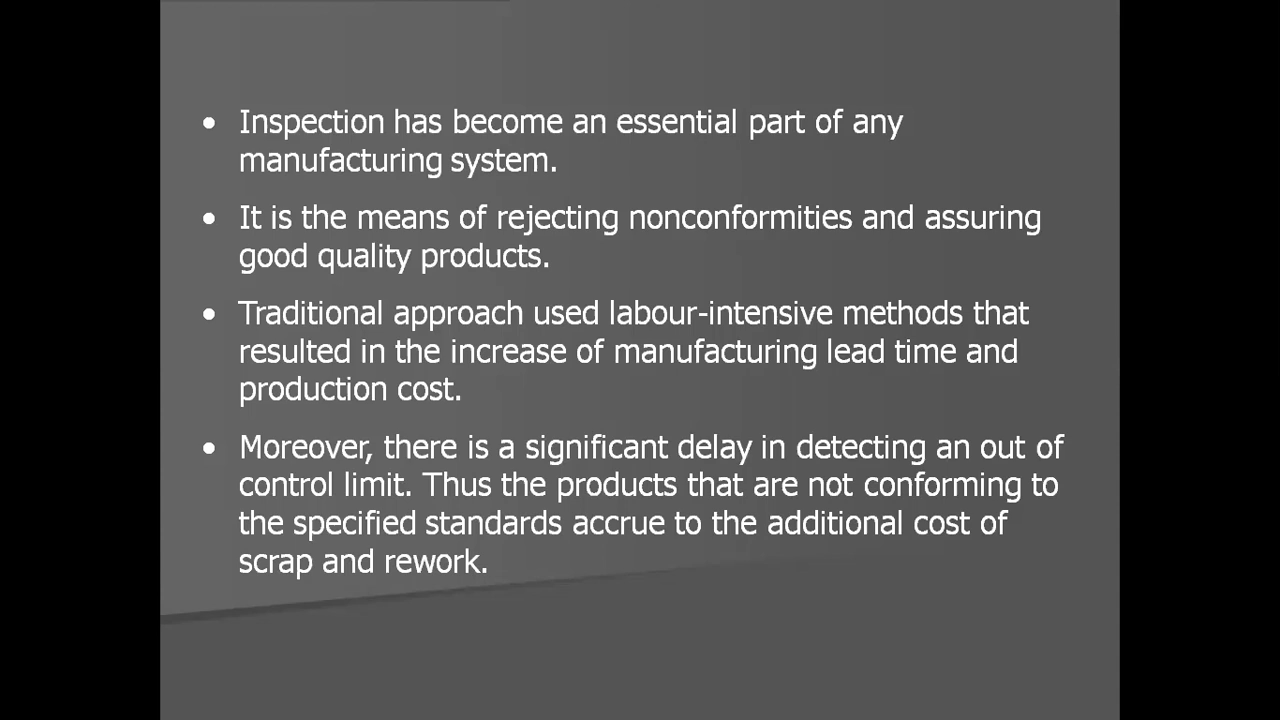 • Inspection has become an essential part of any
manufacturing system.
• It is the means of rejecting nonconformities and assuring
good quality products.
• Traditional approach used labour-intensive methods that
resulted in the increase of manufacturing lead time and
production cost.
• Moreover, there is a significant delay in detecting an out of
control limit. Thus the products that are not conforming to
the specified standards accrue to the additional cost of
scrap and rework.